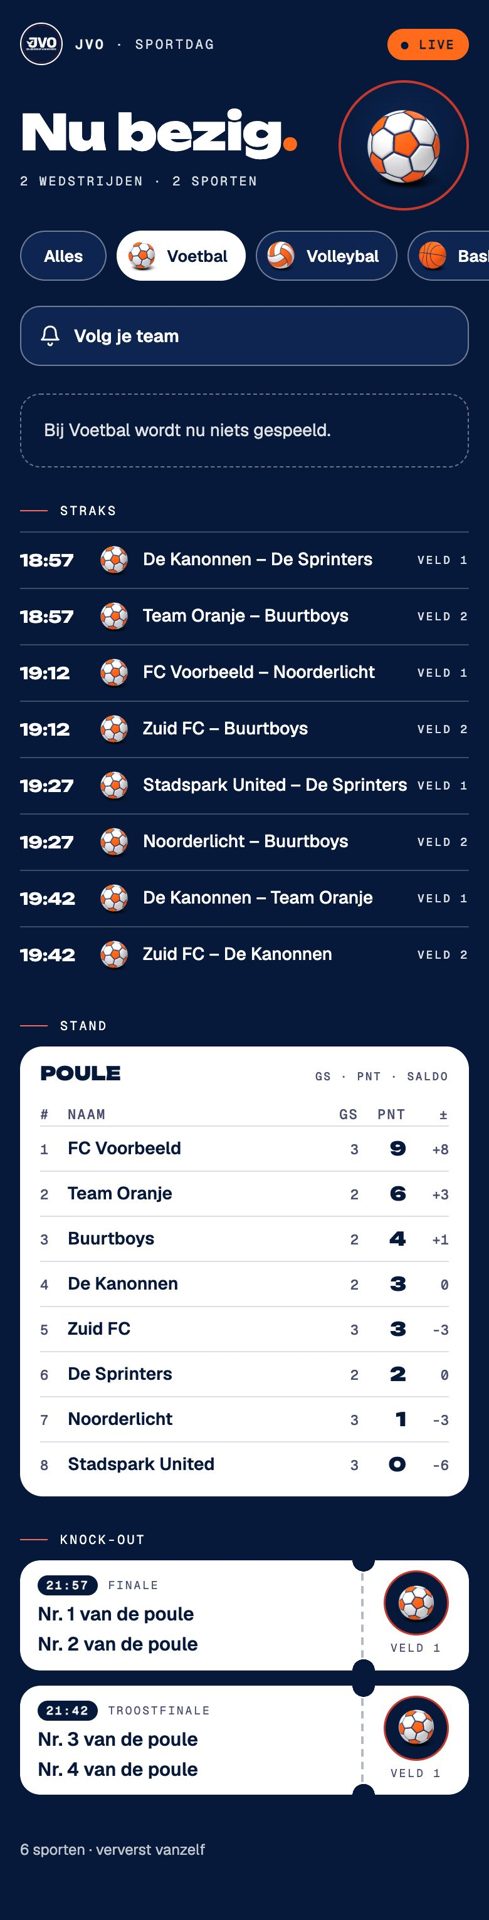 JVO
JVO · SPORTDAG
● LIVE
Nu bezig.
2 WEDSTRIJDEN · 2 SPORTEN
Alles
Voetbal
Volleybal
Bas
Volg je team
Bij Voetbal wordt nu niets gespeeld.
STRAKS
18:57 De Kanonnen – De Sprinters VELD 1
18:57 Team Oranje – Buurtboys VELD 2
19:12 FC Voorbeeld – Noorderlicht VELD 1
19:12 Zuid FC – Buurtboys VELD 2
19:27 Stadspark United – De Sprinters VELD 1
19:27 Noorderlicht – Buurtboys VELD 2
19:42 De Kanonnen – Team Oranje VELD 1
19:42 Zuid FC – De Kanonnen VELD 2
STAND
POULE GS · PNT · SALDO
# NAAM GS PNT ±
1 FC Voorbeeld 3 9 +8
2 Team Oranje 2 6 +3
3 Buurtboys 2 4 +1
4 De Kanonnen 2 3 0
5 Zuid FC 3 3 -3
6 De Sprinters 2 2 0
7 Noorderlicht 3 1 -3
8 Stadspark United 3 0 -6
KNOCK-OUT
21:57 FINALE
Nr. 1 van de poule
Nr. 2 van de poule
VELD 1
21:42 TROOSTFINALE
Nr. 3 van de poule
Nr. 4 van de poule
VELD 1
6 sporten · ververst vanzelf